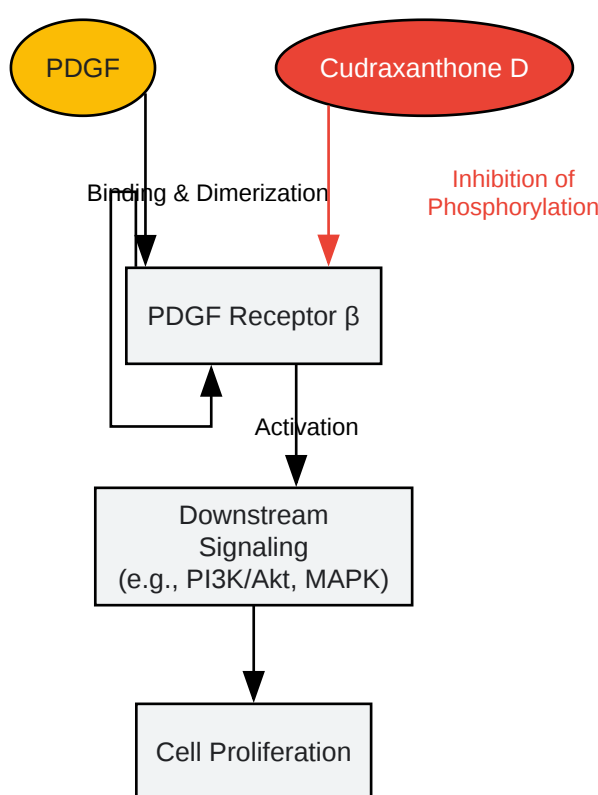 PDGF
Cudraxanthone D
Binding & Dimerization
Inhibition of
Phosphorylation
PDGF Receptor β
Activation
Downstream
Signaling
(e.g., PI3K/Akt, MAPK)
Cell Proliferation